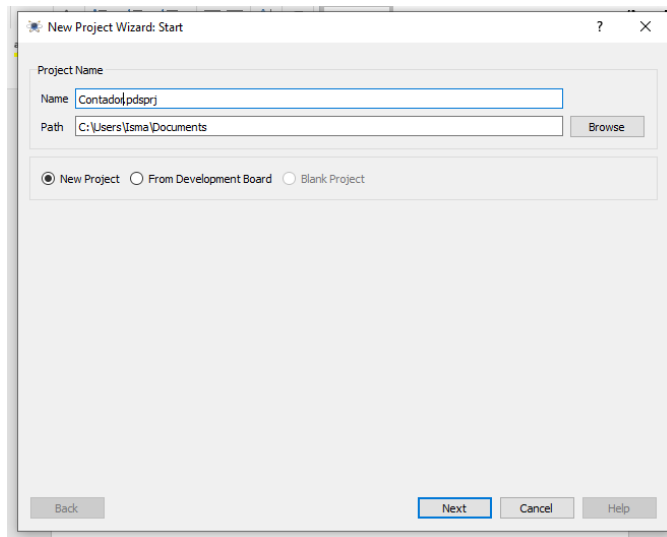 New Project Wizard: Start ? X
Project Name
Name Contador.pdsprj
Path C:\Users\Isma\Documents Browse
New Project From Development Board Blank Project
Back Next Cancel Help